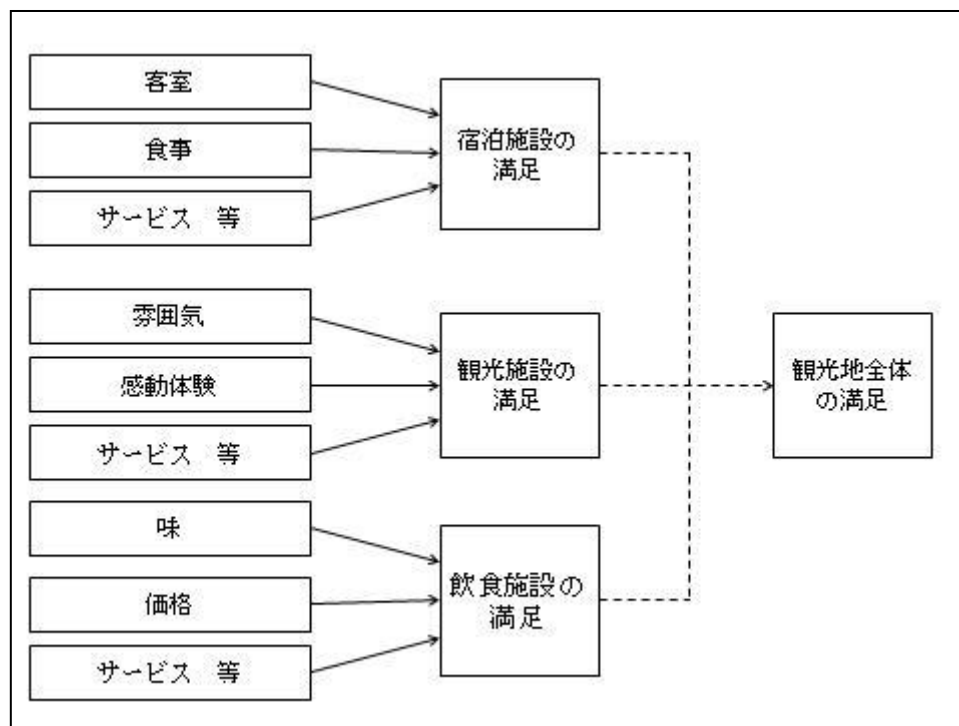 客室
食事
サービス　等
宿泊施設の
満足
雰囲気
感動体験
サービス　等
観光施設の
満足
味
価格
サービス　等
飲食施設の
満足
観光地全体
の満足